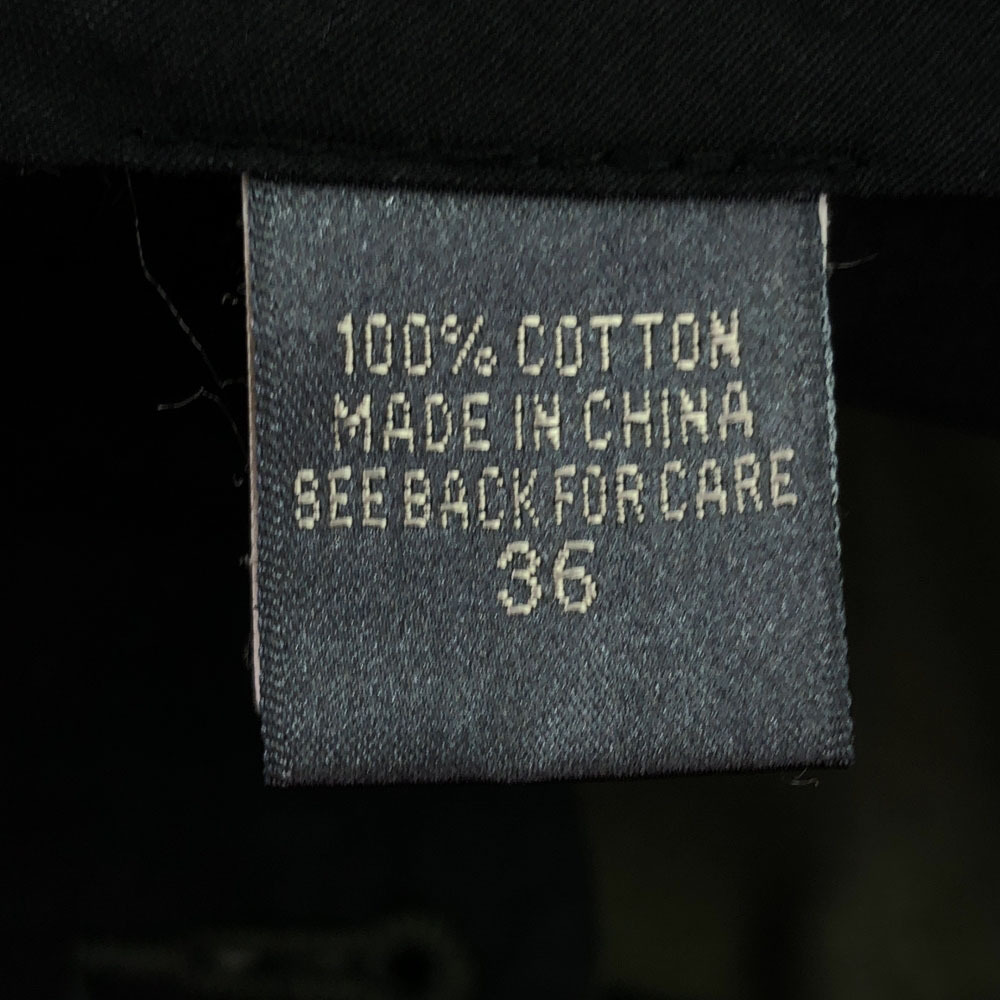 100% COTTON
MADE IN CHINA
SEE BACK FOR CARE
36